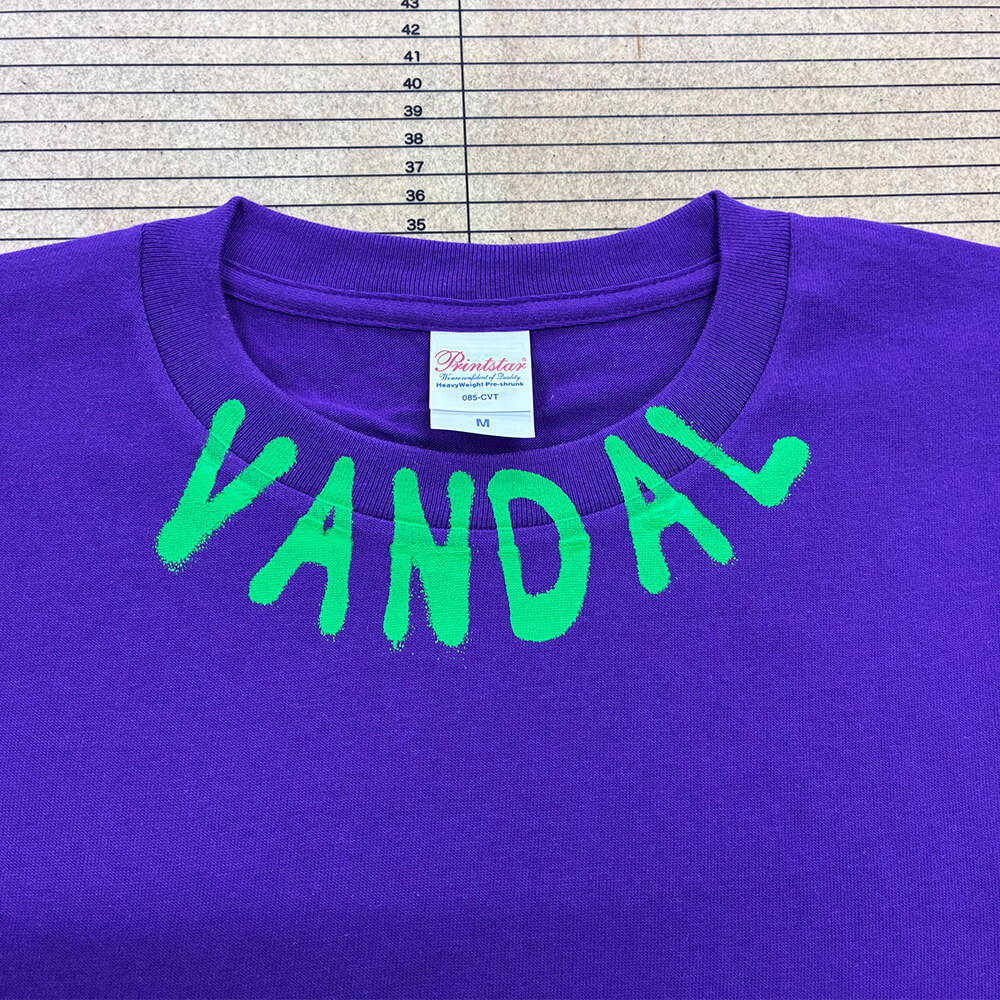 43
42
41
40
39
38
37
36
35
Printstar®
We are confident of Quality.
HeavyWeight Pre-shrunk
085-CVT
M
VANDAL